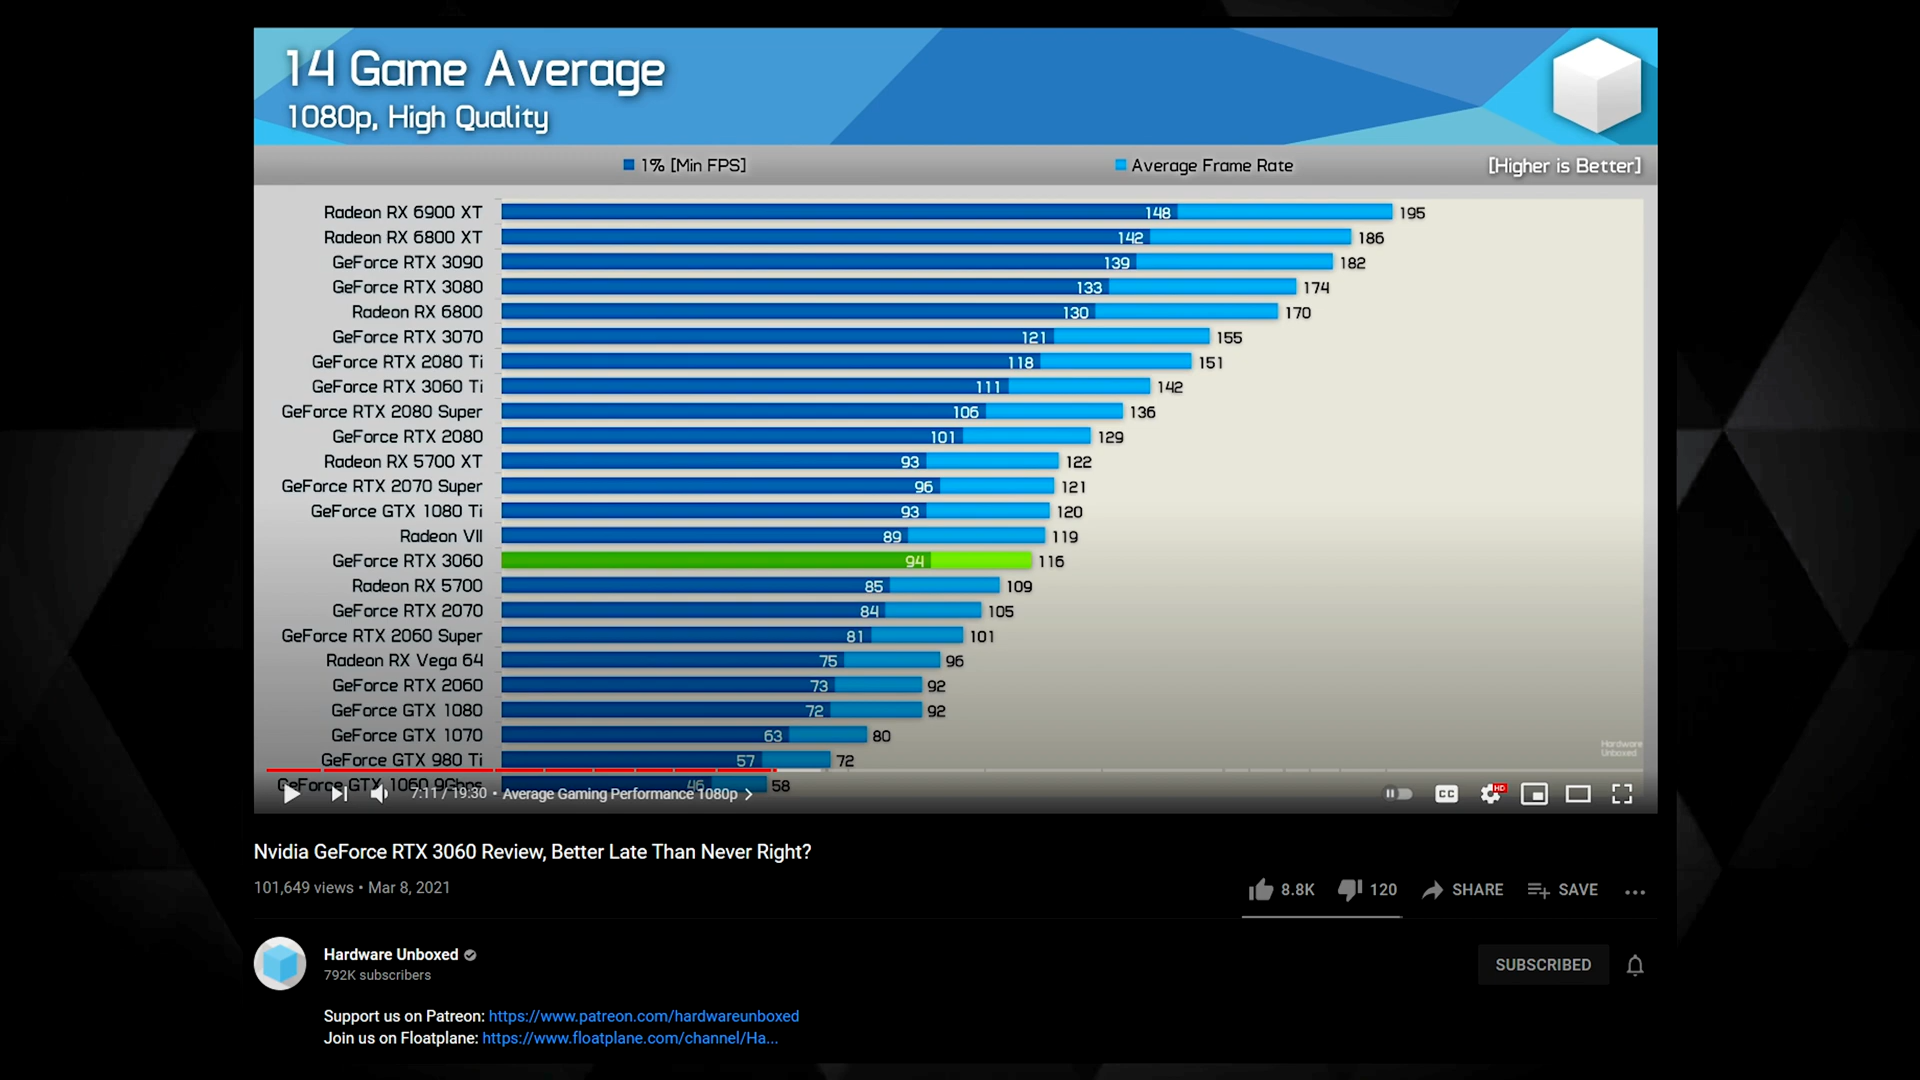 14 Game Average
1080p, High Quality
1% [Min FPS] Average Frame Rate [Higher is Better]
Radeon RX 6900 XT 148 195
Radeon RX 6800 XT 142 186
GeForce RTX 3090 139 182
GeForce RTX 3080 133 174
Radeon RX 6800 130 170
GeForce RTX 3070 121 155
GeForce RTX 2080 Ti 118 151
GeForce RTX 3060 Ti 111 142
GeForce RTX 2080 Super 106 136
GeForce RTX 2080 101 129
Radeon RX 5700 XT 93 122
GeForce RTX 2070 Super 96 121
GeForce GTX 1080 Ti 93 120
Radeon VII 89 119
GeForce RTX 3060 94 116
Radeon RX 5700 85 109
GeForce RTX 2070 84 105
GeForce RTX 2060 Super 81 101
Radeon RX Vega 64 75 96
GeForce RTX 2060 73 92
GeForce GTX 1080 72 92
GeForce GTX 1070 63 80
Hardware
Unboxed
GeForce GTX 980 Ti 57 72
GeForce GTX 1060 9Gbps 46 58
7:11 / 19:30 • Average Gaming Performance 1080p
CC HD
Nvidia GeForce RTX 3060 Review, Better Late Than Never Right?
101,649 views • Mar 8, 2021
8.8K 120 SHARE SAVE
Hardware Unboxed
792K subscribers
SUBSCRIBED
Support us on Patreon: https://www.patreon.com/hardwareunboxed
Join us on Floatplane: https://www.floatplane.com/channel/Ha...